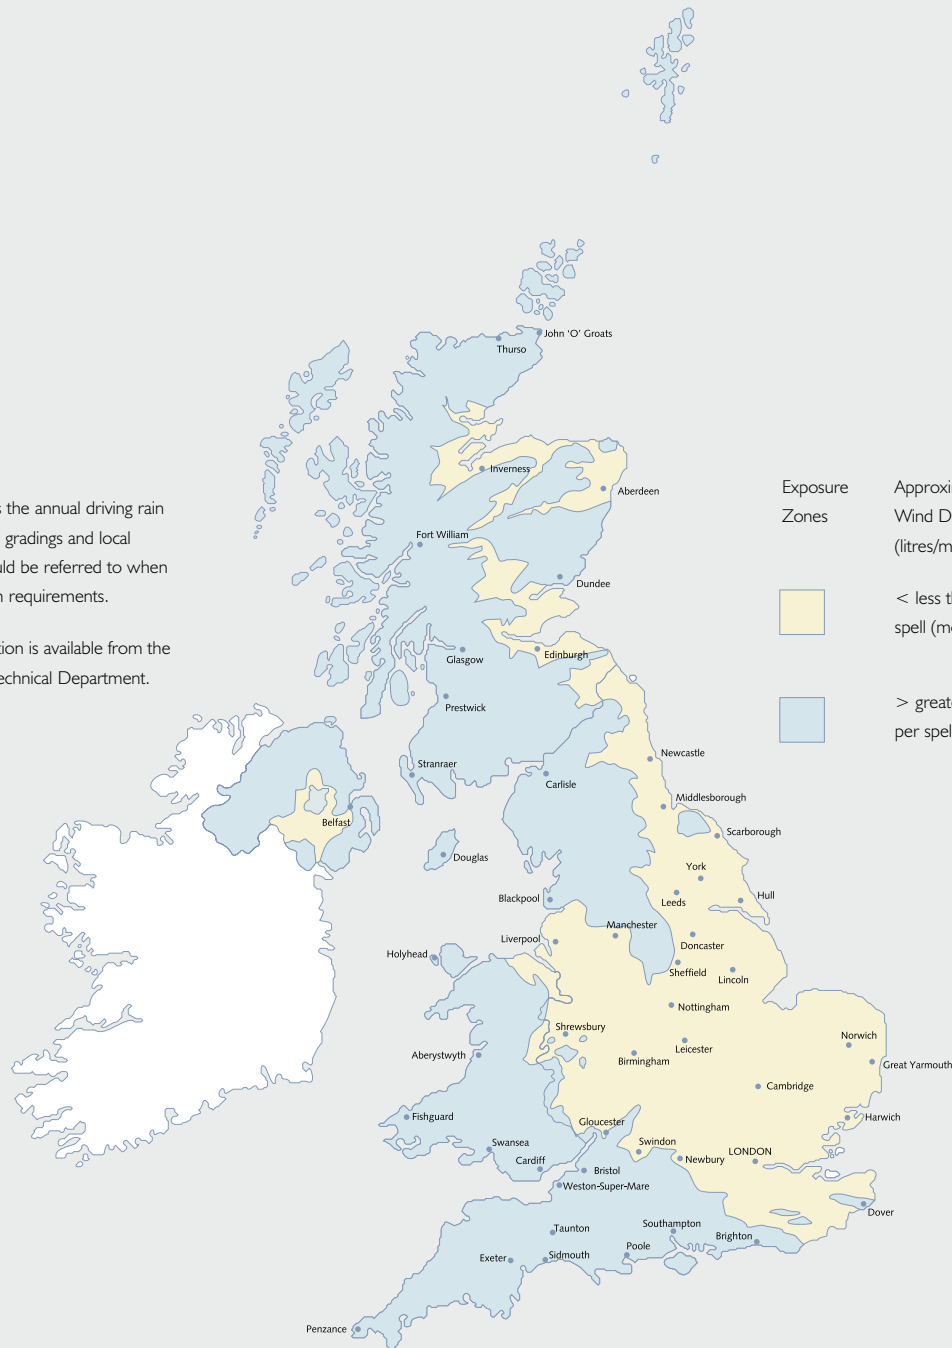 s the annual driving rain
gradings and local
uld be referred to when
n requirements.
tion is available from the
echnical Department.
Exposure
Zones
Approxi
Wind D
(litres/m
< less th
spell (mo
> greate
per spel
John ‘O’ Groats
Thurso
Inverness
Aberdeen
Fort William
Dundee
Glasgow
Edinburgh
Prestwick
Stranraer
Newcastle
Carlisle
Middlesborough
Belfast
Scarborough
Douglas
York
Blackpool
Leeds
Hull
Manchester
Liverpool
Doncaster
Holyhead
Sheffield
Lincoln
Nottingham
Shrewsbury
Norwich
Leicester
Aberystwyth
Birmingham
Great Yarmouth
Cambridge
Fishguard
Harwich
Gloucester
Swansea
Swindon
LONDON
Cardiff
Newbury
Bristol
Weston-Super-Mare
Dover
Taunton
Southampton
Brighton
Poole
Exeter
Sidmouth
Penzance